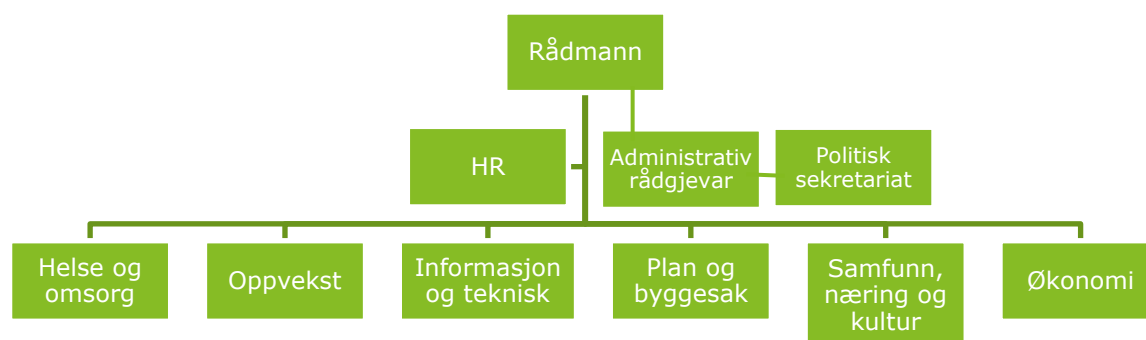 Rådmann
HR
Administrativ
rådgjevar
Politisk
sekretariat
Helse og
omsorg
Oppvekst
Informasjon
og teknisk
Plan og
byggesak
Samfunn,
næring og
kultur
Økonomi